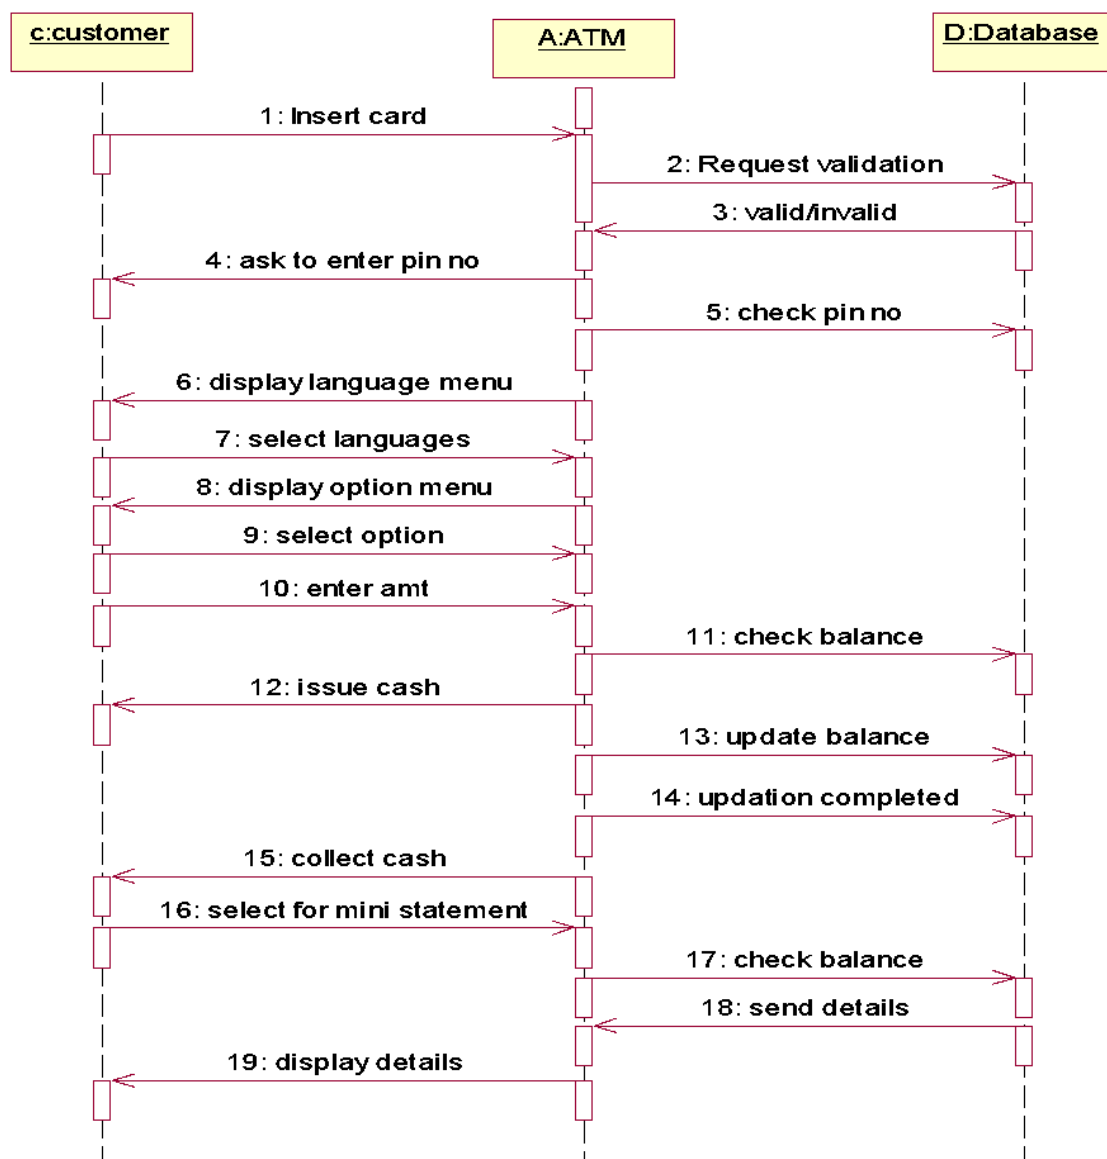 c:customer
A:ATM
D:Database
1: Insert card
2: Request validation
3: valid/invalid
4: ask to enter pin no
5: check pin no
6: display language menu
7: select languages
8: display option menu
9: select option
10: enter amt
11: check balance
12: issue cash
13: update balance
14: updation completed
15: collect cash
16: select for mini statement
17: check balance
18: send details
19: display details